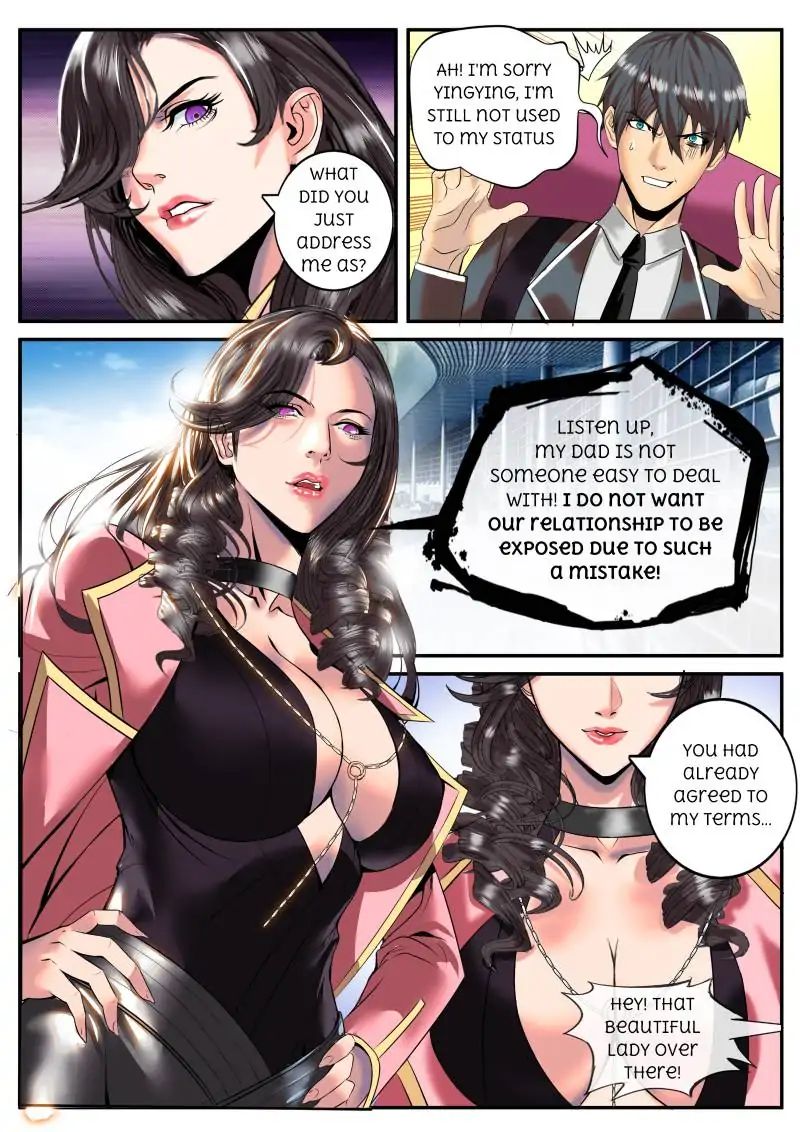 WHAT
DID YOU
JUST
ADDRESS
ME AS?
AH! I'M SORRY
YINGYING, I'M
STILL NOT USED
TO MY STATUS
LISTEN UP,
MY DAD IS NOT
SOMEONE EASY TO DEAL
WITH! I DO NOT WANT
OUR RELATIONSHIP TO BE
EXPOSED DUE TO SUCH
A MISTAKE!
YOU HAD
ALREADY
AGREED TO
MY TERMS...
HEY! THAT
BEAUTIFUL
LADY OVER
THERE!